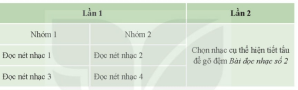 Lần 1 Lần 2
Nhóm 1 Nhóm 2
Đọc nét nhạc 1 Đọc nét nhạc 2
Chọn nhạc cụ thể hiện tiết tấu
để gõ đệm Bài đọc nhạc số 2
Đọc nét nhạc 3 Đọc nét nhạc 4